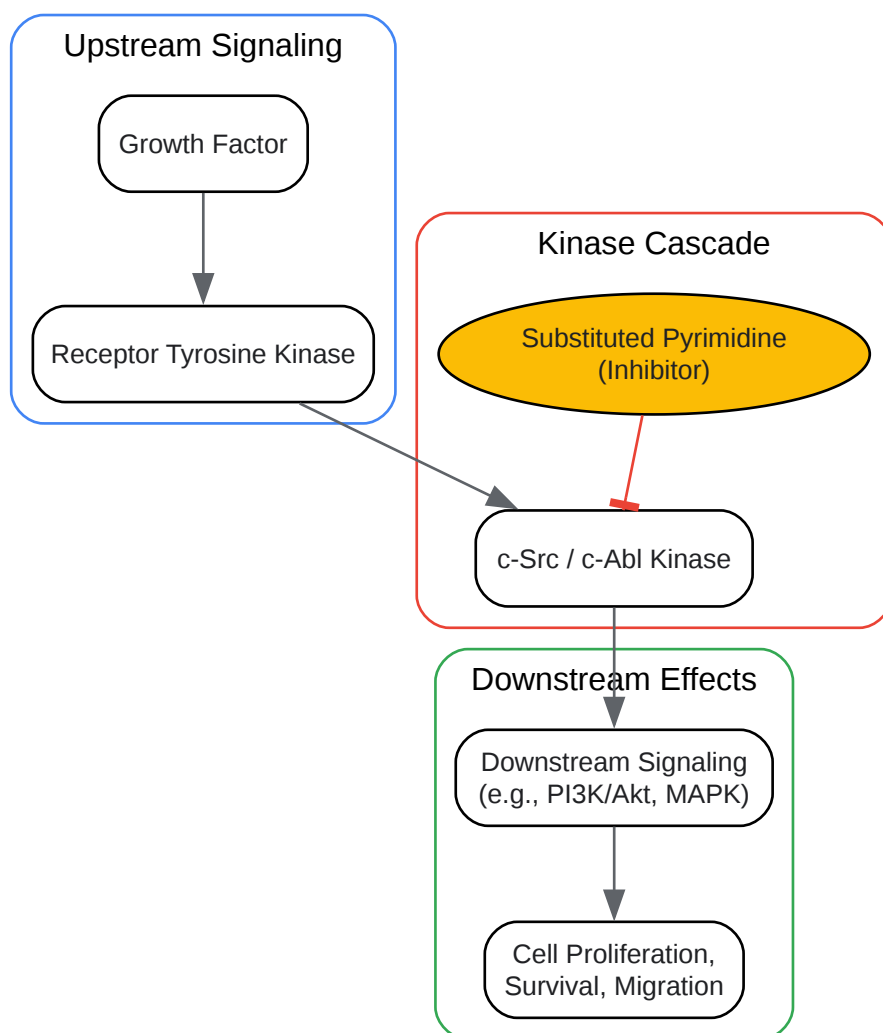 Upstream Signaling
Growth Factor
Receptor Tyrosine Kinase
Kinase Cascade
Substituted Pyrimidine
(Inhibitor)
c-Src / c-Abl Kinase
Downstream Effects
Downstream Signaling
(e.g., PI3K/Akt, MAPK)
Cell Proliferation,
Survival, Migration